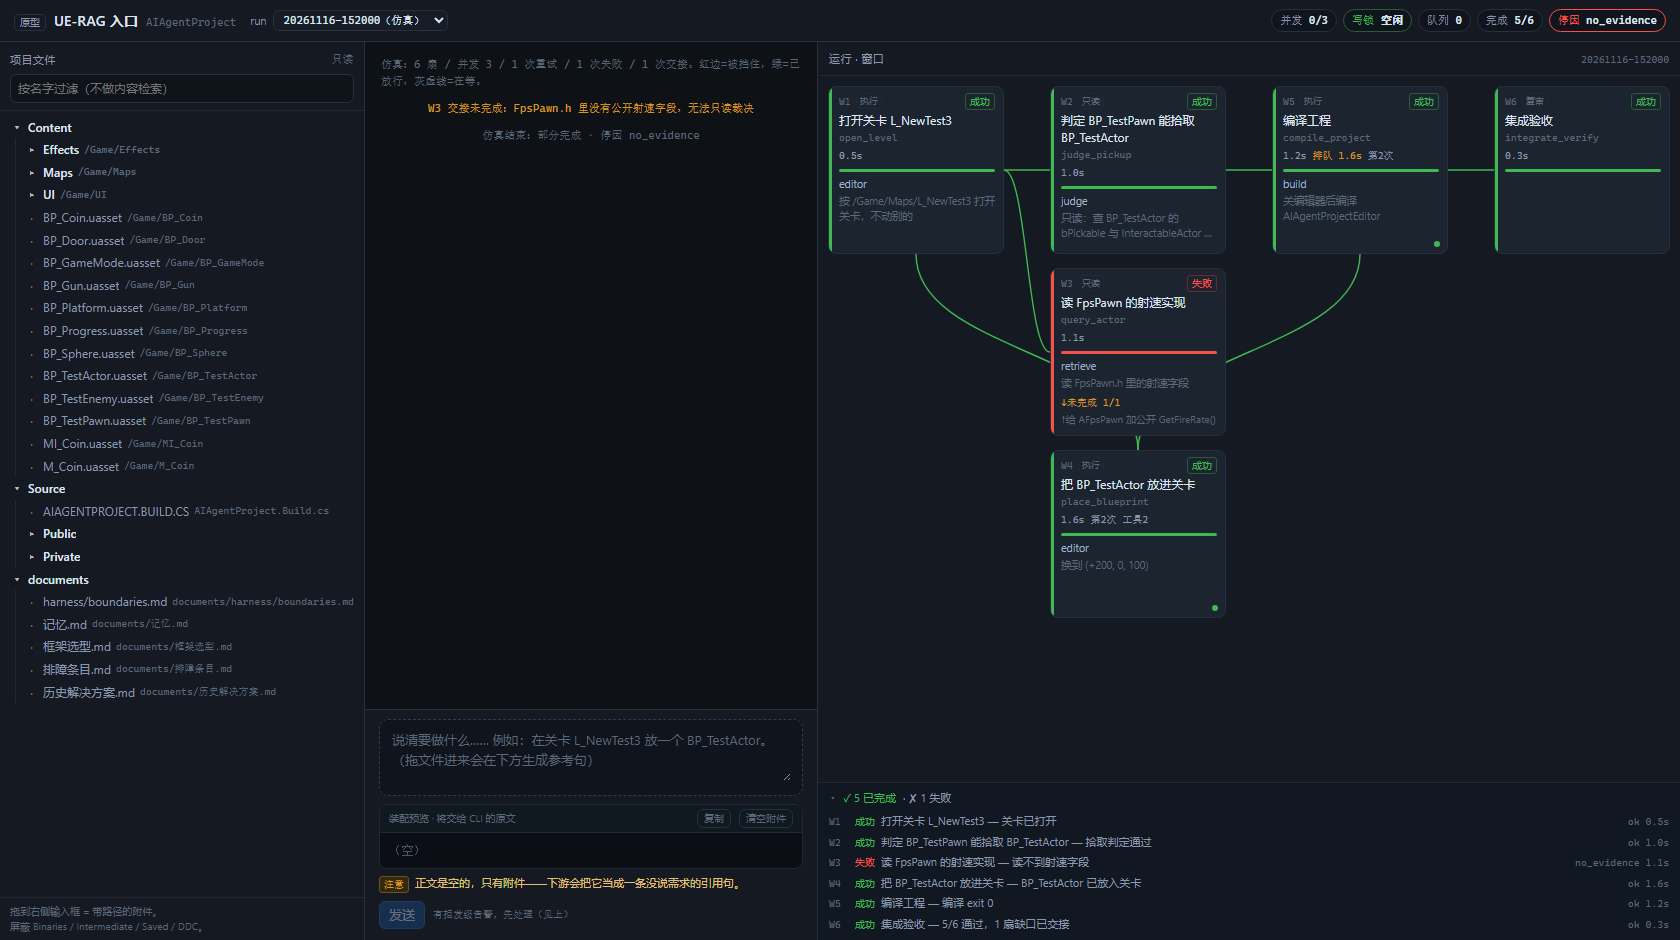 原型 UE-RAG 入口 AIAgentProject run 20261116-152000 (仿真) 并发 0/3 写锁 空闲 队列 0 完成 5/6 停因 no_evidence
项目文件 只读
按名字过滤（不做内容检索）
Content
Effects /Game/Effects
Maps /Game/Maps
UI /Game/UI
BP_Coin.uasset /Game/BP_Coin
BP_Door.uasset /Game/BP_Door
BP_GameMode.uasset /Game/BP_GameMode
BP_Gun.uasset /Game/BP_Gun
BP_Platform.uasset /Game/BP_Platform
BP_Progress.uasset /Game/BP_Progress
BP_Sphere.uasset /Game/BP_Sphere
BP_TestActor.uasset /Game/BP_TestActor
BP_TestEnemy.uasset /Game/BP_TestEnemy
BP_TestPawn.uasset /Game/BP_TestPawn
MI_Coin.uasset /Game/MI_Coin
M_Coin.uasset /Game/M_Coin
Source
AIAGENTPROJECT.BUILD.CS AIAgentProject.Build.cs
Public
Private
documents
harness/boundaries.md documents/harness/boundaries.md
记忆.md documents/记忆.md
框架选型.md documents/框架选型.md
排障条目.md documents/排障条目.md
历史解决方案.md documents/历史解决方案.md
拖到右侧输入框 = 带路径的附件。
屏蔽 Binaries / Intermediate / Saved / DDC。
仿真: 6 扇 / 并发 3 / 1 次重试 / 1 次失败 / 1 次交接。红边=被挡住, 绿=已
放行, 灰虚线=在等。
W3 交接未完成: FpsPawn.h 里没有公开射速字段, 无法只读裁决
仿真结束: 部分完成 · 停因 no_evidence
说清要做什么…… 例如：在关卡 L_NewTest3 放一个 BP_TestActor。
（拖文件进来会在下方生成参考句）
装配预览 · 将交给 CLI 的原文 复制 清空附件
（空）
注意 正文是空的，只有附件——下游会把它当成一条没说需求的引用句。
发送 有拒发级告警，先处理（见上）
运行 · 窗口 20261116-152000
W1 执行 成功
打开关卡 L_NewTest3
open_level
0.5s
editor
按 /Game/Maps/L_NewTest3 打开
关卡，不动别的
W2 只读 成功
判定 BP_TestPawn 能拾取
BP_TestActor
judge_pickup
1.0s
judge
只读：查 BP_TestActor 的
bPickable 与 InteractableActor ...
W5 执行 成功
编译工程
compile_project
1.2s 排队 1.6s 第2次
build
关编辑器后编译
AIAgentProjectEditor
W6 复审 成功
集成验收
integrate_verify
0.3s
W3 只读 失败
读 FpsPawn 的射速实现
query_actor
1.1s
retrieve
读 FpsPawn.h 里的射速字段
↓未完成 1/1
↑给 AFpsPawn 加公开 GetFireRate()
W4 执行 成功
把 BP_TestActor 放进关卡
place_blueprint
1.6s 第2次 工具2
editor
换到 (+200, 0, 100)
· ✓ 5 已完成 · ✗ 1 失败
W1 成功 打开关卡 L_NewTest3 — 关卡已打开 ok 0.5s
W2 成功 判定 BP_TestPawn 能拾取 BP_TestActor — 拾取判定通过 ok 1.0s
W3 失败 读 FpsPawn 的射速实现 — 读不到射速字段 no_evidence 1.1s
W4 成功 把 BP_TestActor 放进关卡 — BP_TestActor 已放入关卡 ok 1.6s
W5 成功 编译工程 — 编译 exit 0 ok 1.2s
W6 成功 集成验收 — 5/6 通过，1 扇缺口已交接 ok 0.3s